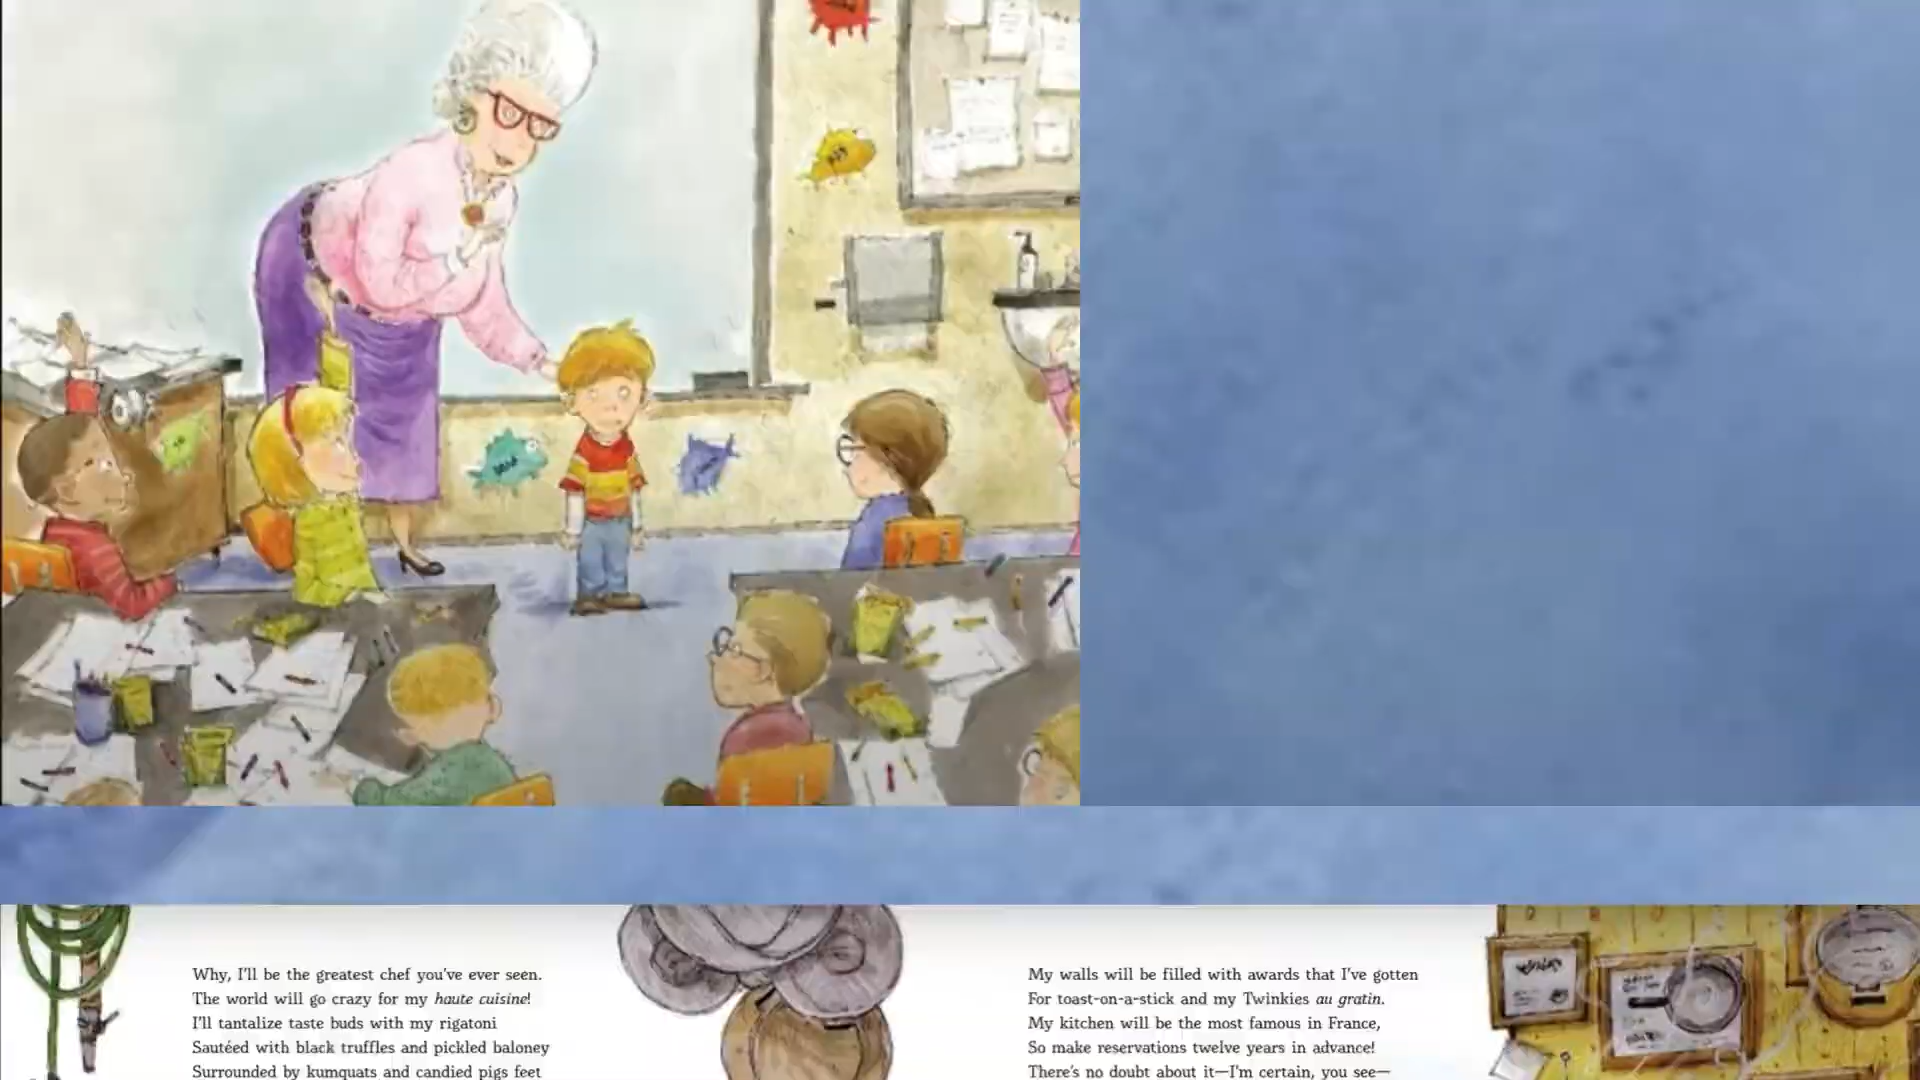 Why, I'll be the greatest chef you've ever seen.
The world will go crazy for my haute cuisine!
I'll tantalize taste buds with my rigatoni
Sautéed with black truffles and pickled baloney
Surrounded by kumquats and candied pigs feet
My walls will be filled with awards that I've gotten
For toast-on-a-stick and my Twinkies au gratin.
My kitchen will be the most famous in France,
So make reservations twelve years in advance!
There's no doubt about it—I'm certain, you see—